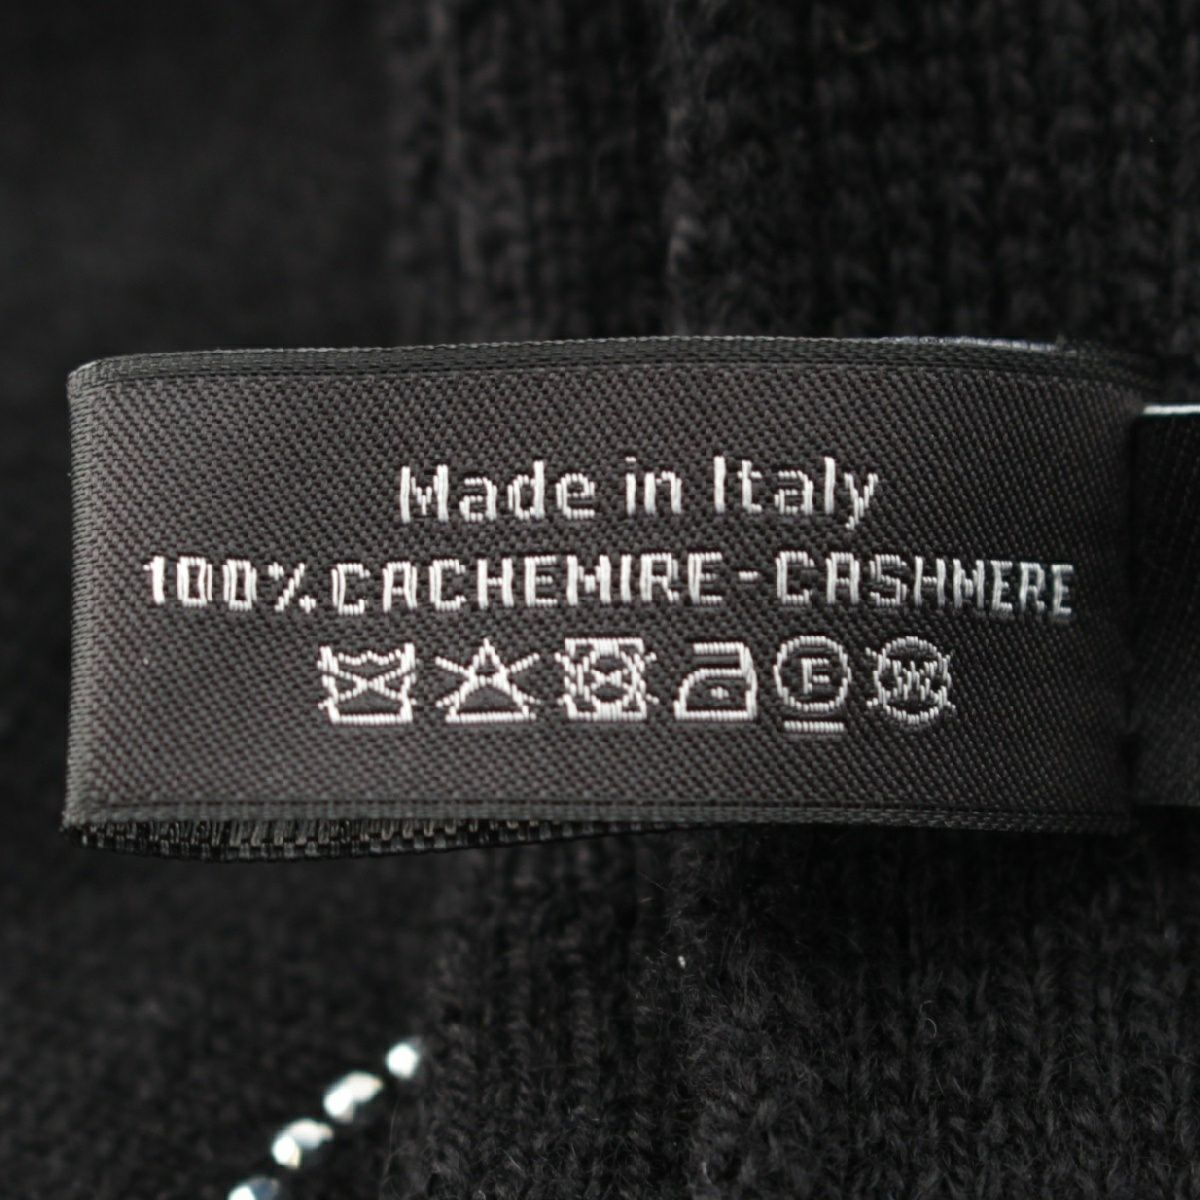 Made in Italy
100% CACHEMIRE - CASHMERE
F W